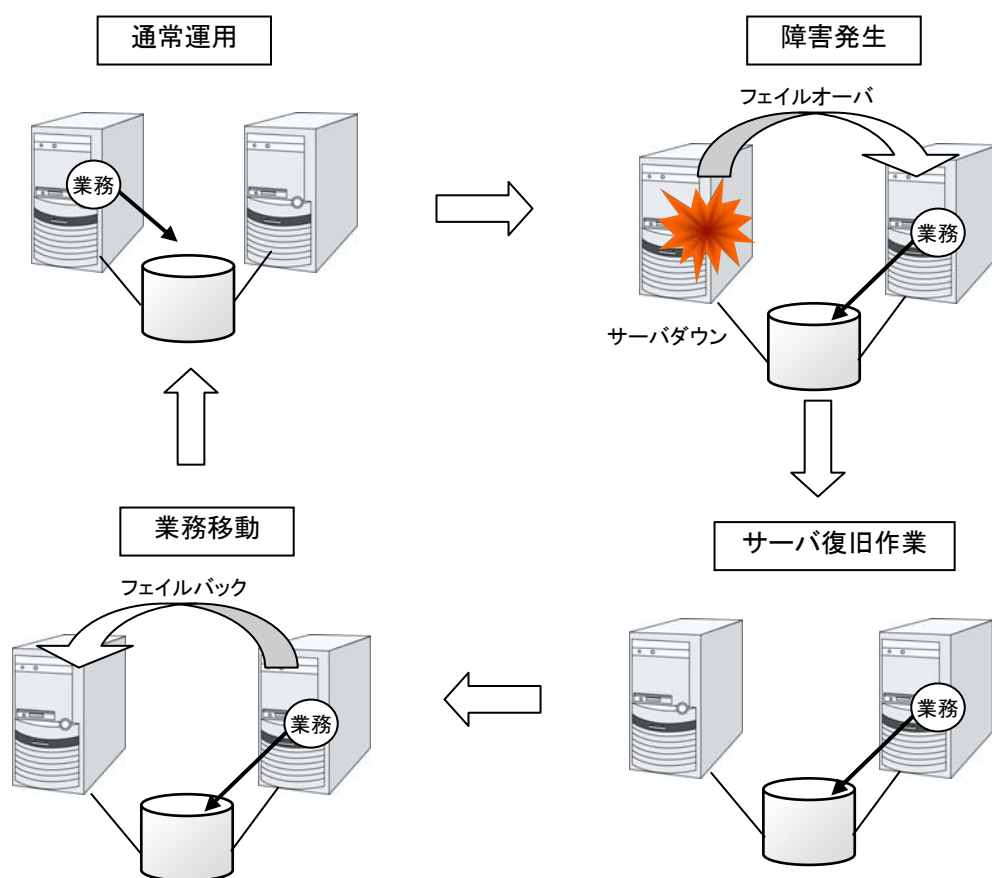 通常運用
業務
障害発生
フェイルオーバ
業務
サーバダウン
サーバ復旧作業
業務
業務移動
フェイルバック
業務